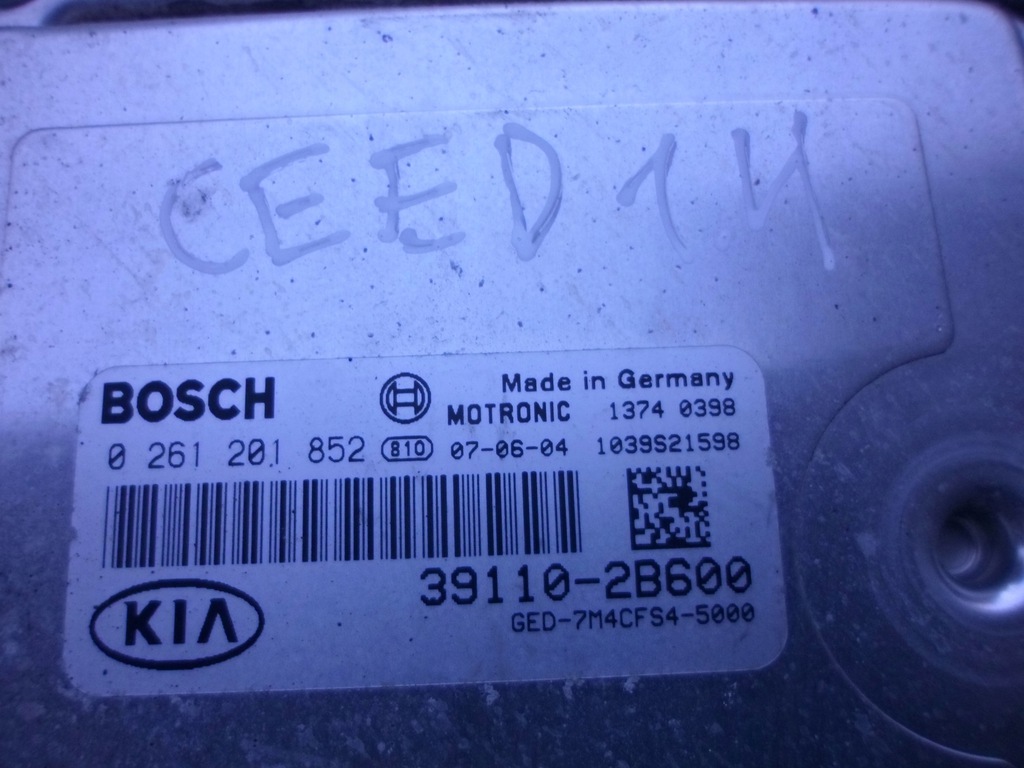 CEED 1.4
BOSCH
Made in Germany
MOTRONIC 1374 0398
0 261 201 852 810 07-06-04 1039S21598
39110-2B600
GED-7M4CFS4-5000
KIA